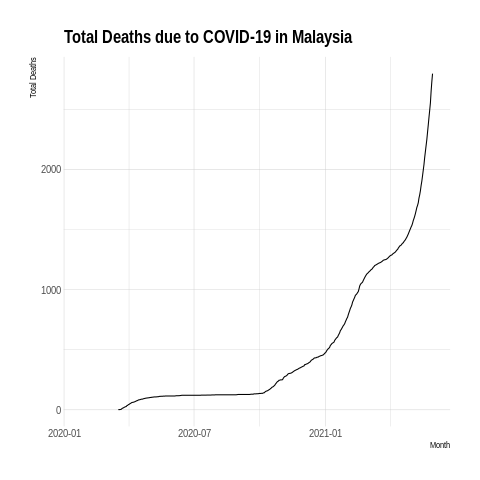 Total Deaths due to COVID-19 in Malaysia
Total Deaths
2000
1000
0
2020-01 2020-07 2021-01
Month